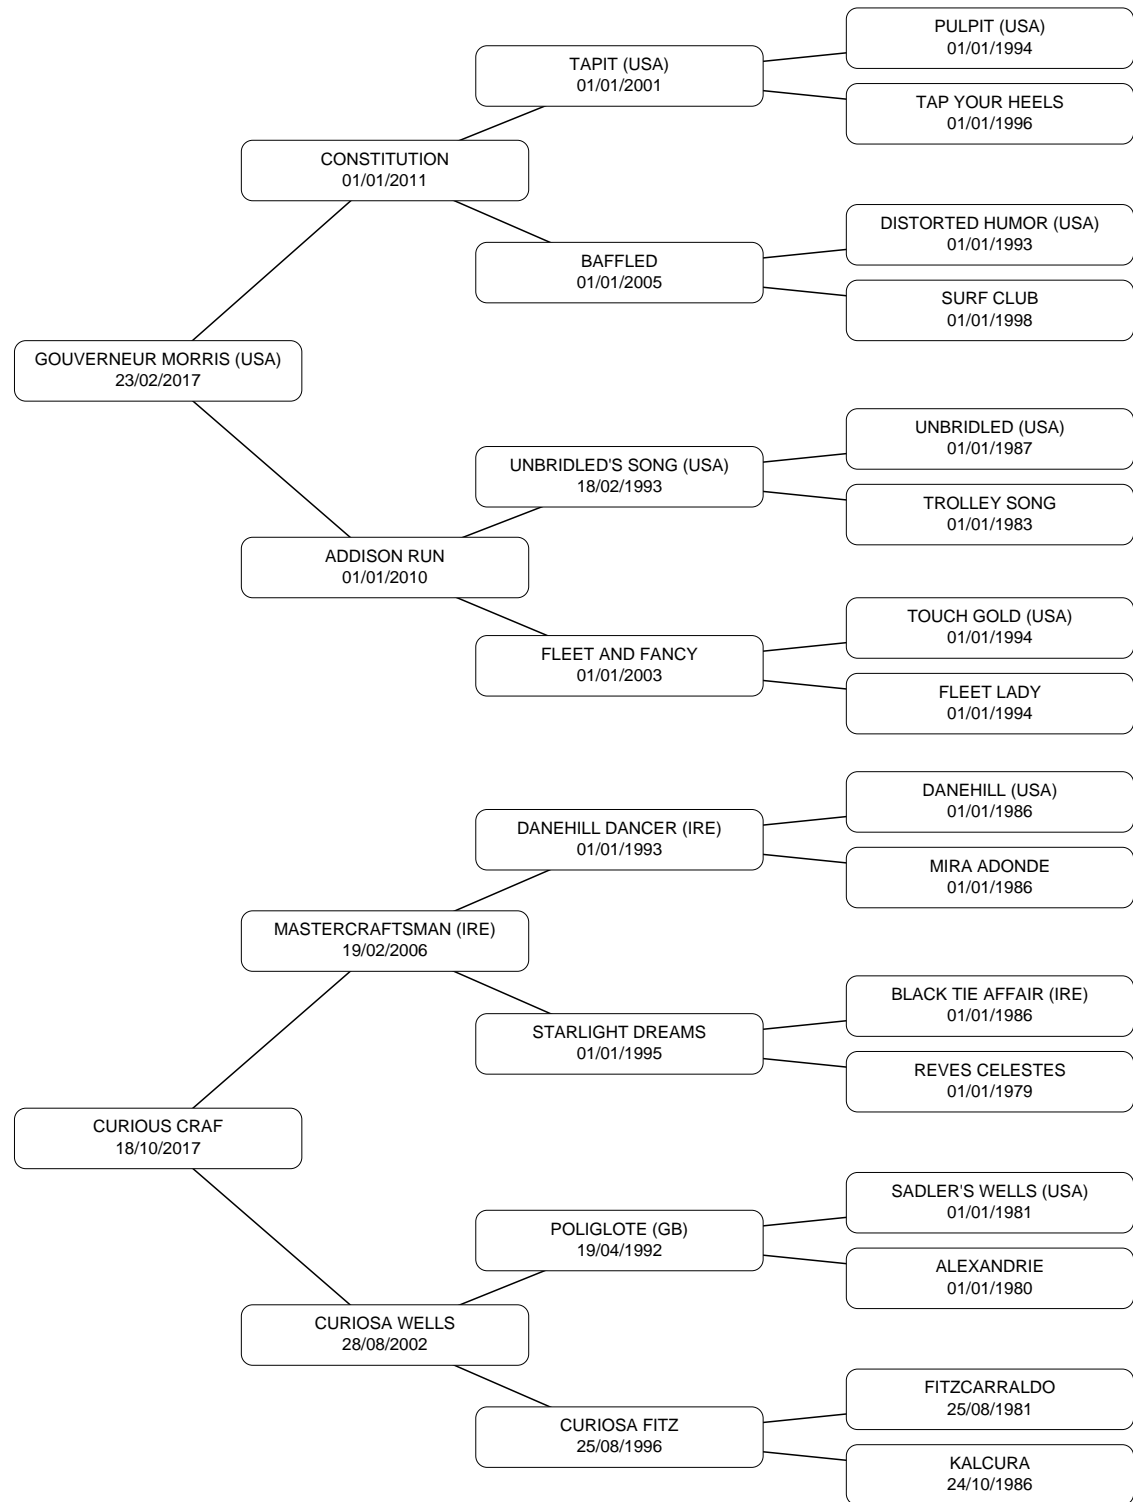 PULPIT (USA)
01/01/1994
TAPIT (USA)
01/01/2001
TAP YOUR HEELS
01/01/1996
CONSTITUTION
01/01/2011
DISTORTED HUMOR (USA)
01/01/1993
BAFFLED
01/01/2005
SURF CLUB
01/01/1998
GOUVERNEUR MORRIS (USA)
23/02/2017
UNBRIDLED (USA)
01/01/1987
UNBRIDLED'S SONG (USA)
18/02/1993
TROLLEY SONG
01/01/1983
ADDISON RUN
01/01/2010
TOUCH GOLD (USA)
01/01/1994
FLEET AND FANCY
01/01/2003
FLEET LADY
01/01/1994
DANEHILL (USA)
01/01/1986
DANEHILL DANCER (IRE)
01/01/1993
MIRA ADONDE
01/01/1986
MASTERCRAFTSMAN (IRE)
19/02/2006
BLACK TIE AFFAIR (IRE)
01/01/1986
STARLIGHT DREAMS
01/01/1995
REVES CELESTES
01/01/1979
CURIOUS CRAF
18/10/2017
SADLER'S WELLS (USA)
01/01/1981
POLIGLOTE (GB)
19/04/1992
ALEXANDRIE
01/01/1980
CURIOSA WELLS
28/08/2002
FITZCARRALDO
25/08/1981
CURIOSA FITZ
25/08/1996
KALCURA
24/10/1986